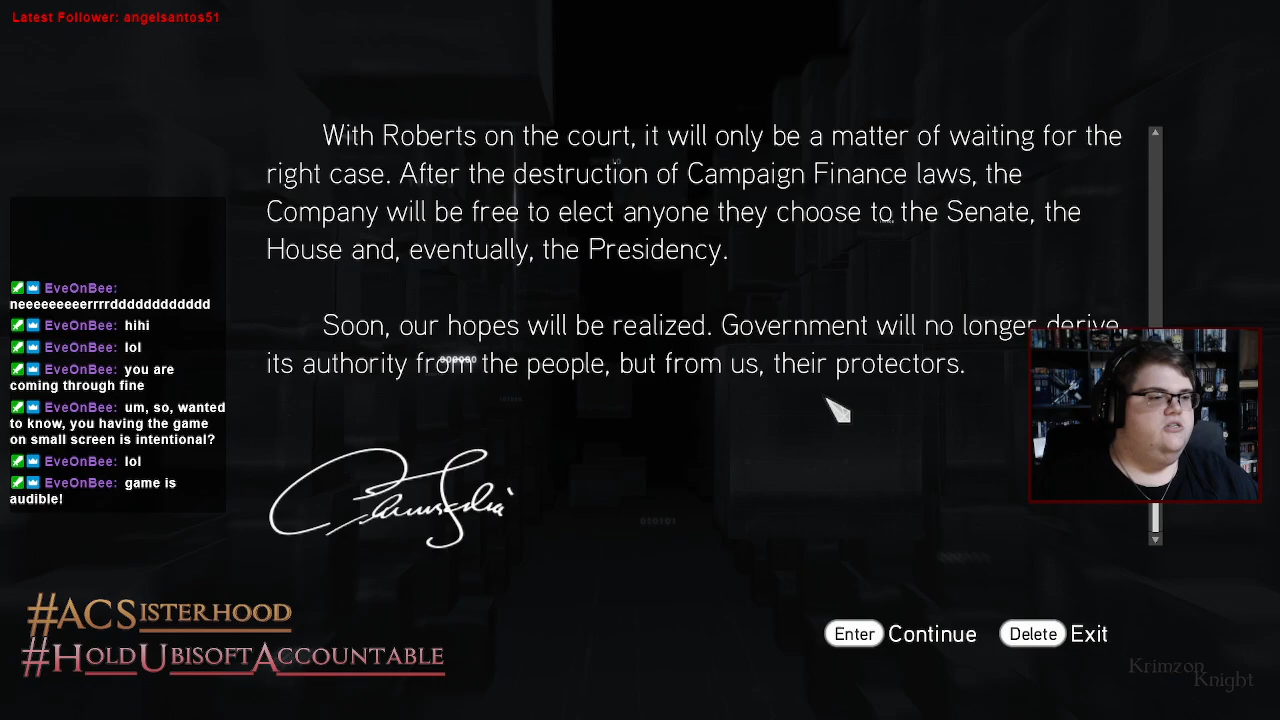 Latest Follower: angelsantos51
With Roberts on the court, it will only be a matter of waiting for the
right case. After the destruction of Campaign Finance laws, the
Company will be free to elect anyone they choose to the Senate, the
House and, eventually, the Presidency.
Soon, our hopes will be realized. Government will no longer derive
its authority from the people, but from us, their protectors.
EveOnBee:
neeeeeeeerrrrdddddddddddd
EveOnBee: hihi
EveOnBee: lol
EveOnBee: you are
coming through fine
EveOnBee: um, so, wanted
to know, you having the game
on small screen is intentional?
EveOnBee: lol
EveOnBee: game is
audible!
#ACSisterhood
#HoldUbisoftAccountable
Enter Continue Delete Exit
Krimzon
Knight